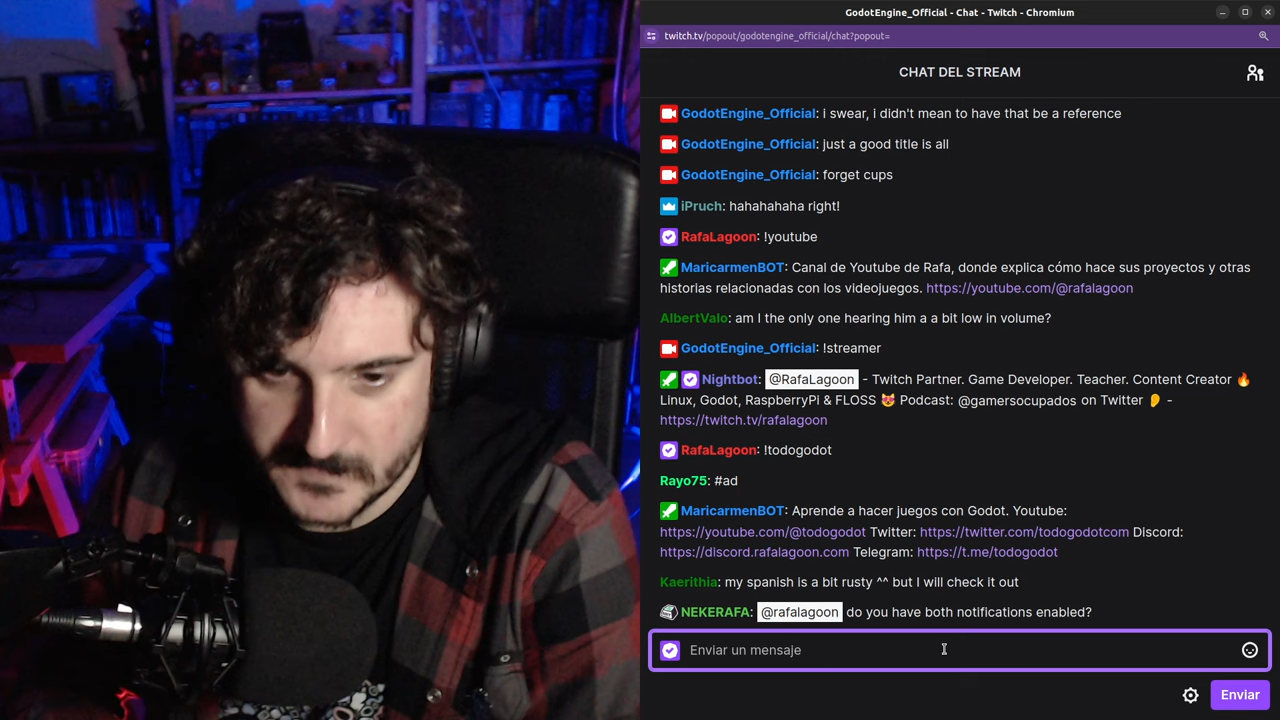 GodotEngine_Official - Chat - Twitch - Chromium
twitch.tv/popout/godotengine_official/chat?popout=
CHAT DEL STREAM
GodotEngine_Official: i swear, i didn't mean to have that be a reference
GodotEngine_Official: just a good title is all
GodotEngine_Official: forget cups
iPruch: hahahahaha right!
RafaLagoon: !youtube
MaricarmenBOT: Canal de Youtube de Rafa, donde explica cómo hace sus proyectos y otras
historias relacionadas con los videojuegos. https://youtube.com/@rafalagoon
AlbertValo: am I the only one hearing him a a bit low in volume?
GodotEngine_Official: !streamer
Nightbot: @RafaLagoon - Twitch Partner. Game Developer. Teacher. Content Creator 🔥
Linux, Godot, RaspberryPi & FLOSS 😻 Podcast: @gamersocupados on Twitter 👂 -
https://twitch.tv/rafalagoon
RafaLagoon: !todogodot
Rayo75: #ad
MaricarmenBOT: Aprende a hacer juegos con Godot. Youtube:
https://youtube.com/@todogodot Twitter: https://twitter.com/todogodotcom Discord:
https://discord.rafalagoon.com Telegram: https://t.me/todogodot
Kaerithia: my spanish is a bit rusty ^^ but I will check it out
NEKERAFA: @rafalagoon do you have both notifications enabled?
Enviar un mensaje
Enviar